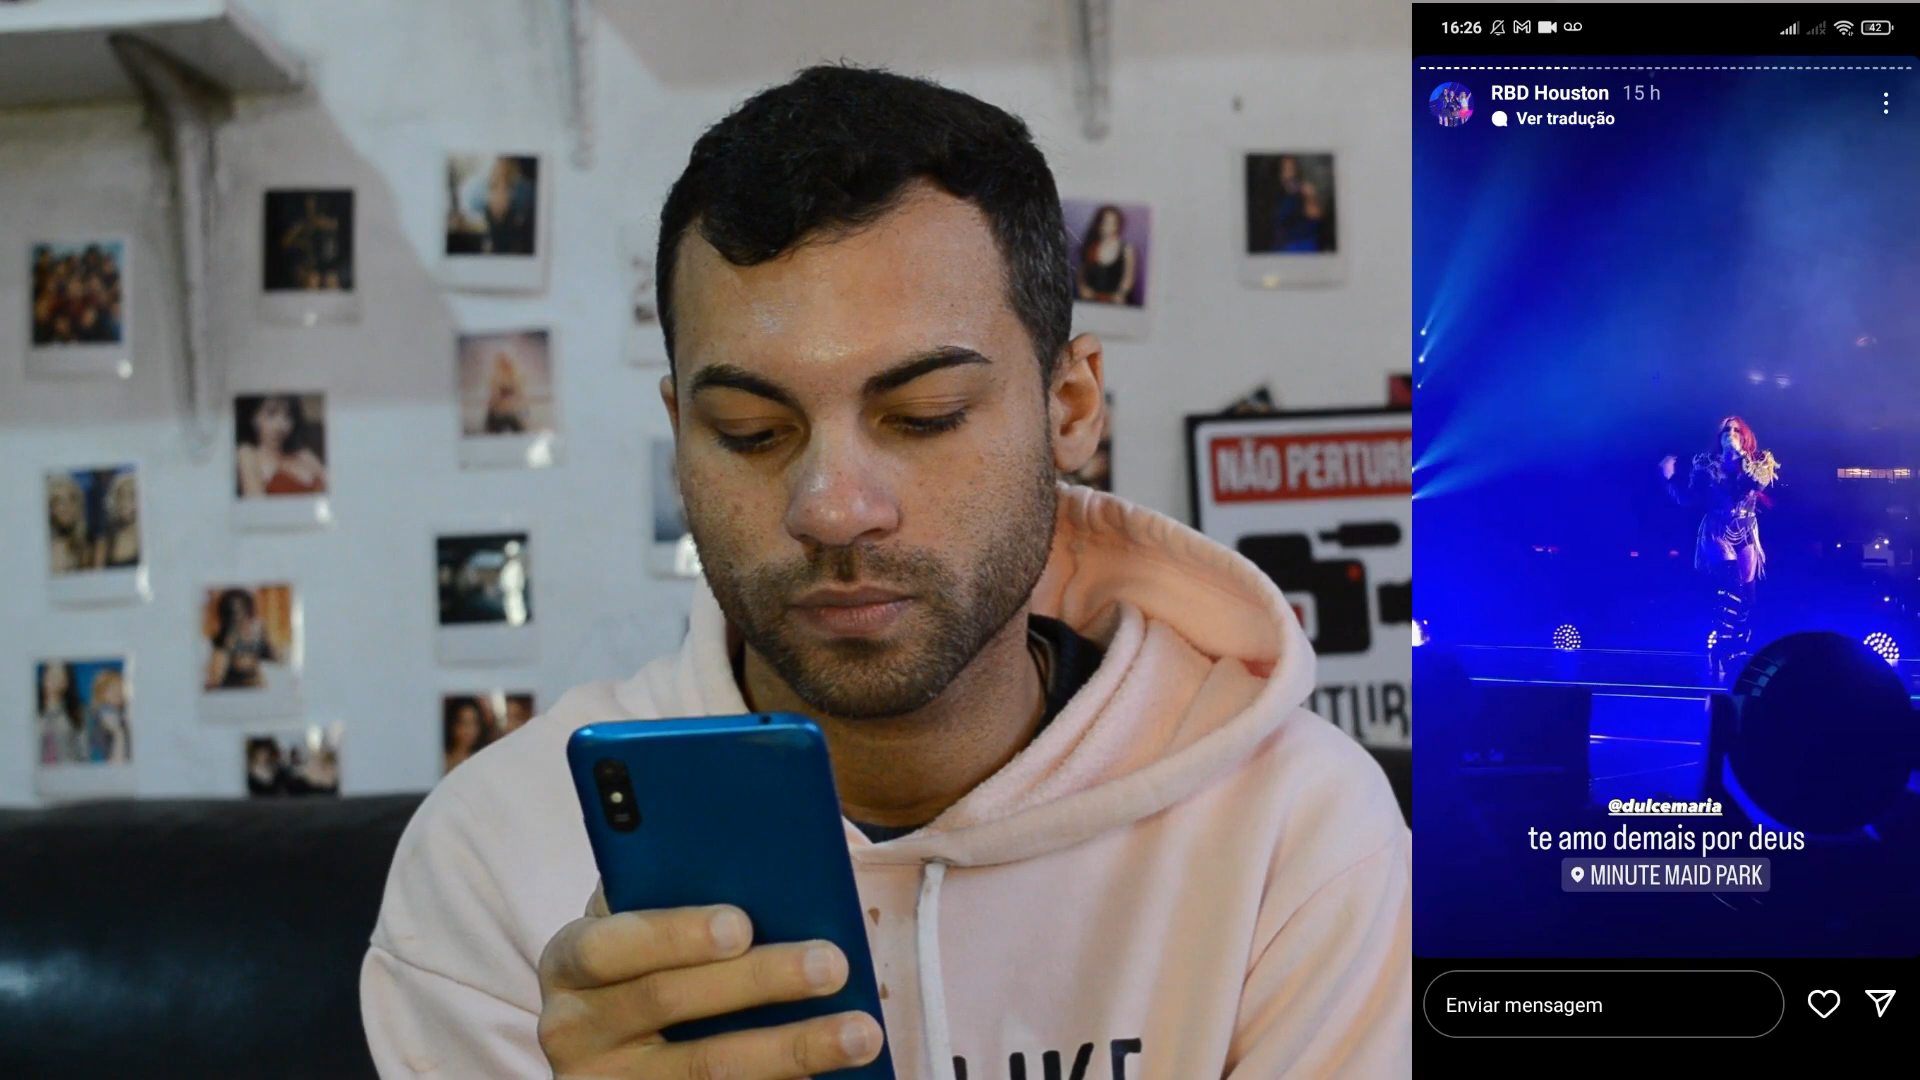 NÃO PERTUR
LIKE
16:26
42
RBD Houston 15 h
Ver tradução
@dulcemaria
te amo demais por deus
MINUTE MAID PARK
Enviar mensagem